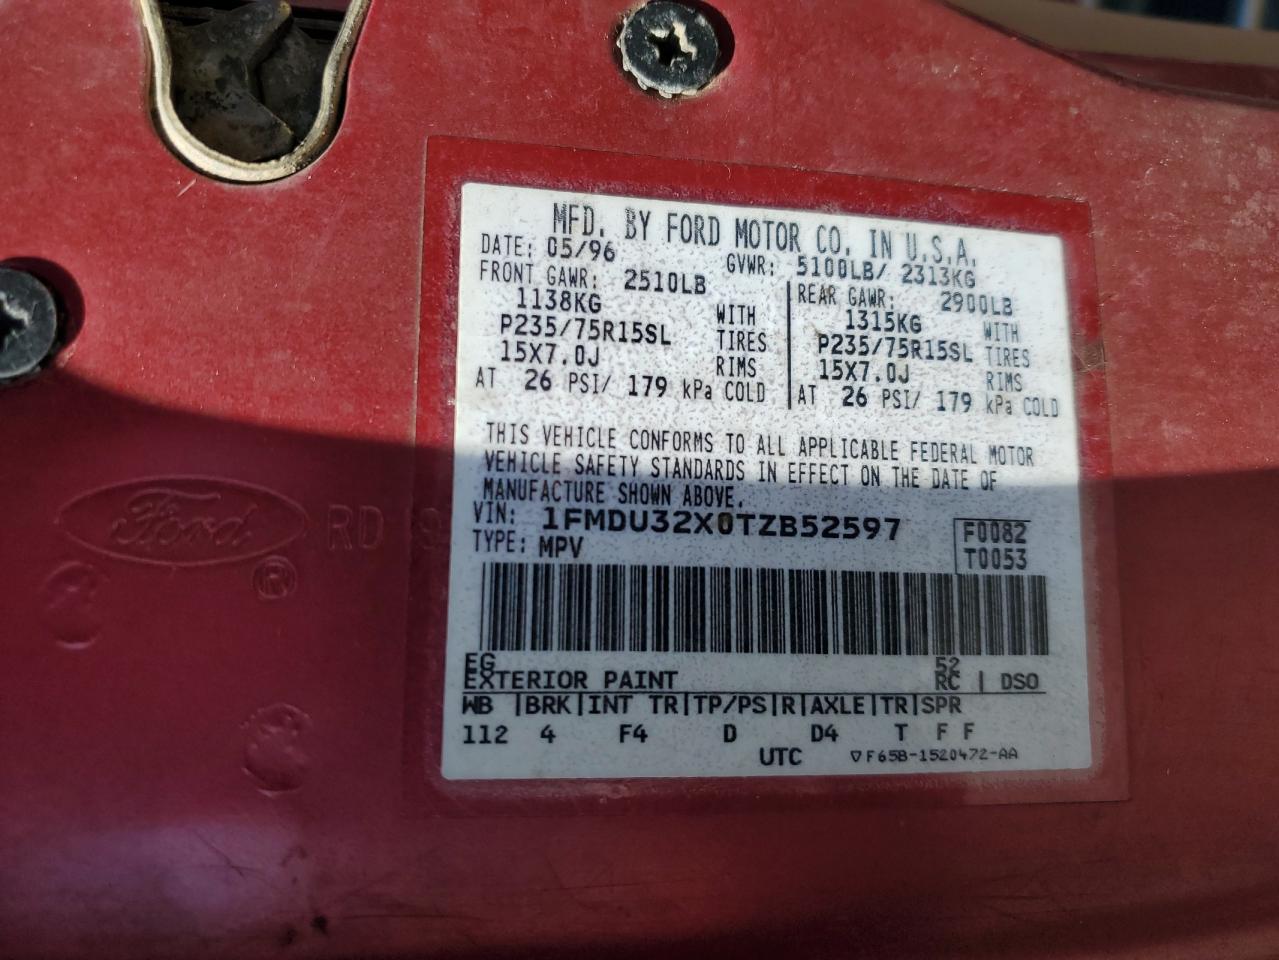 MFD. BY FORD MOTOR CO. IN U.S.A.
DATE: 05/96 GVWR: 5100LB/ 2313KG
FRONT GAWR: 2510LB REAR GAWR: 2900LB
1138KG WITH 1315KG WITH
P235/75R15SL TIRES P235/75R15SL TIRES
15X7.0J RIMS 15X7.0J RIMS
AT 26 PSI/ 179 kPa COLD AT 26 PSI/ 179 kPa COLD
THIS VEHICLE CONFORMS TO ALL APPLICABLE FEDERAL MOTOR
VEHICLE SAFETY STANDARDS IN EFFECT ON THE DATE OF
MANUFACTURE SHOWN ABOVE.
VIN: 1FMDU32X0TZB52597 F0082
TYPE: MPV T0053
EG 52
EXTERIOR PAINT RC | DSO
WB |BRK|INT TR|TP/PS|R|AXLE|TR|SPR
112 4 F4 D D4 T F F
UTC ▽F65B-1520472-AA
Ford RD
®